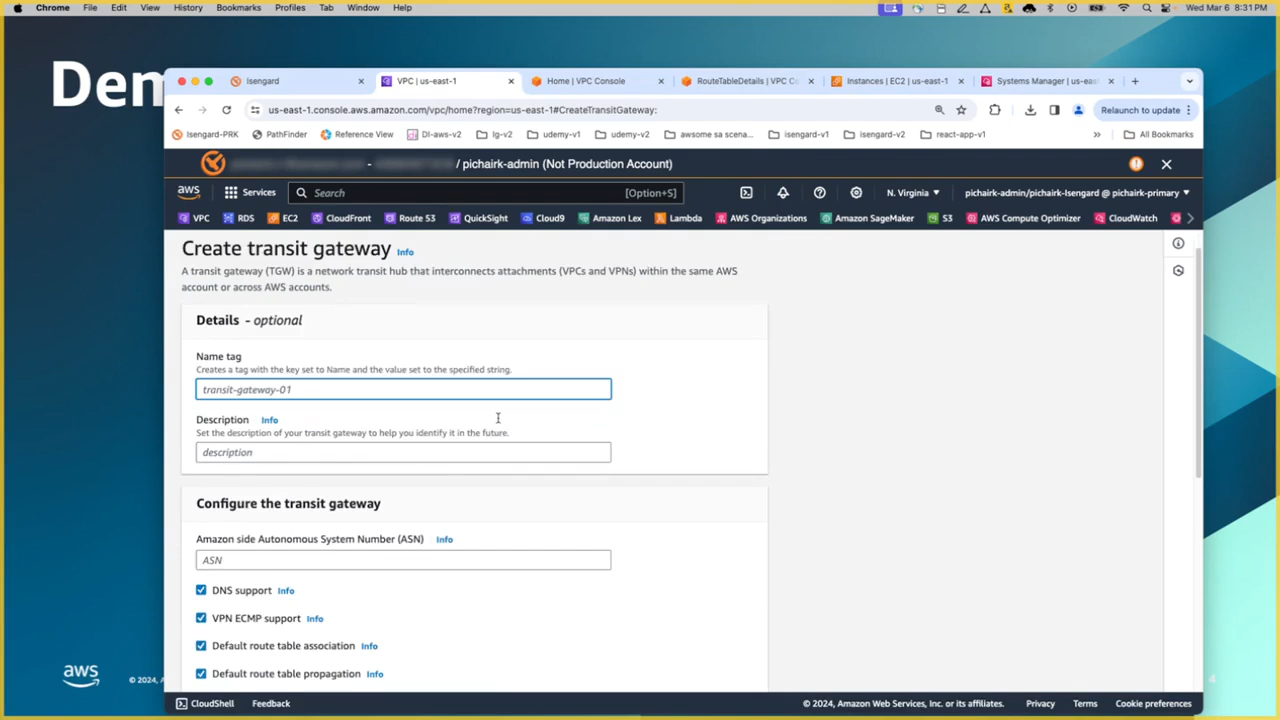 Chrome File Edit View History Bookmarks Profiles Tab Window Help Wed Mar 6 8:31 PM
Dem
Isengard VPC | us-east-1 Home | VPC Console RouteTableDetails | VPC Co Instances | EC2 | us-east-1 Systems Manager | us-eas
us-east-1.console.aws.amazon.com/vpc/home?region=us-east-1#CreateTransitGateway: Relaunch to update
Isengard-PRK PathFinder Reference View DI-aws-v2 lg-v2 udemy-v1 udemy-v2 awsome sa scena... isengard-v1 isengard-v2 react-app-v1 » All Bookmarks
- / pichairk-admin (Not Production Account)
aws Services Search [Option+S] N. Virginia pichairk-admin/pichairk-Isengard @ pichairk-primary
VPC RDS EC2 CloudFront Route 53 QuickSight Cloud9 Amazon Lex Lambda AWS Organizations Amazon SageMaker S3 AWS Compute Optimizer CloudWatch
Create transit gateway Info
A transit gateway (TGW) is a network transit hub that interconnects attachments (VPCs and VPNs) within the same AWS
account or across AWS accounts.
Details - optional
Name tag
Creates a tag with the key set to Name and the value set to the specified string.
transit-gateway-01
Description Info
Set the description of your transit gateway to help you identify it in the future.
description
Configure the transit gateway
Amazon side Autonomous System Number (ASN) Info
ASN
DNS support Info
VPN ECMP support Info
Default route table association Info
Default route table propagation Info
aws © 2024, 4
CloudShell Feedback © 2024, Amazon Web Services, Inc. or its affiliates. Privacy Terms Cookie preferences